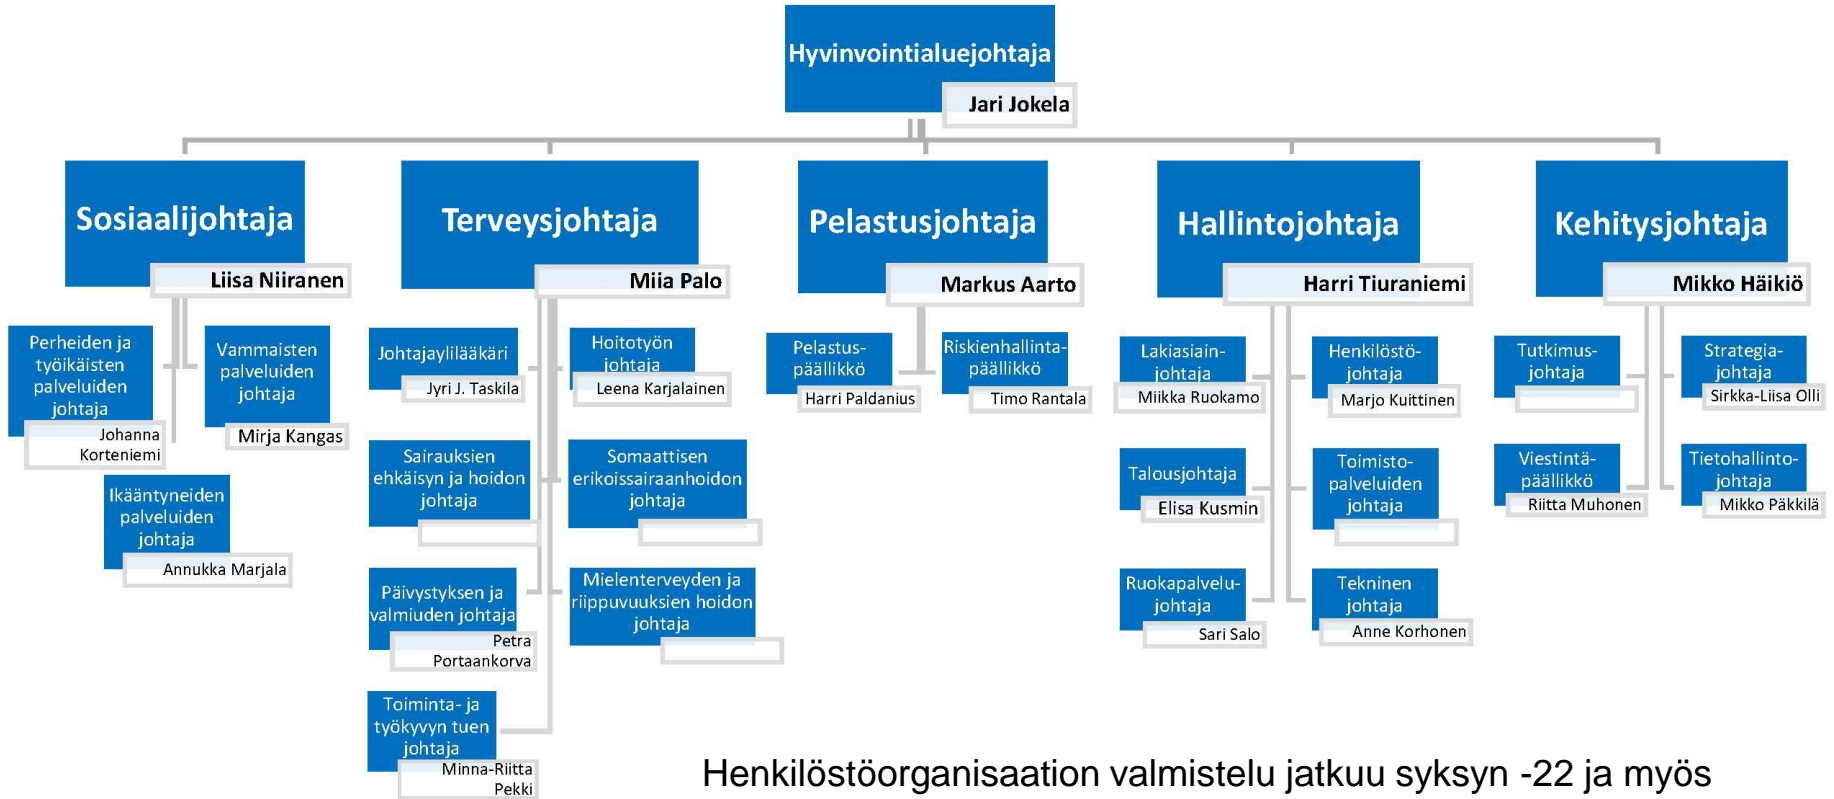 Hyvinvointialuejohtaja
Jari Jokela
Sosiaalijohtaja
Liisa Niiranen
Perheiden ja
työikäisten
palveluiden
johtaja
Johanna
Korteniemi
Vammaisten
palveluiden
johtaja
Mirja Kangas
Ikääntyneiden
palveluiden
johtaja
Annukka Marjala
Terveysjohtaja
Miia Palo
Johtajaylilääkäri
Jyri J. Taskila
Hoitotyön
johtaja
Leena Karjalainen
Sairauksien
ehkäisyn ja hoidon
johtaja
Somaattisen
erikoissairaanhoidon
johtaja
Päivystyksen ja
valmiuden johtaja
Petra
Portaankorva
Mielenterveyden ja
riippuvuuksien hoidon
johtaja
Toiminta- ja
työkyvyn tuen
johtaja
Minna-Riitta
Pekki
Pelastusjohtaja
Markus Aarto
Pelastus-
päällikkö
Harri Paldanius
Riskienhallinta-
päällikkö
Timo Rantala
Hallintojohtaja
Harri Tiuraniemi
Lakiasiain-
johtaja
Miikka Ruokamo
Henkilöstö-
johtaja
Marjo Kuittinen
Talousjohtaja
Elisa Kusmin
Toimisto-
palveluiden
johtaja
Ruokapalvelu-
johtaja
Sari Salo
Tekninen
johtaja
Anne Korhonen
Kehitysjohtaja
Mikko Häikiö
Tutkimus-
johtaja
Strategia-
johtaja
Sirkka-Liisa Olli
Viestintä-
päällikkö
Riitta Muhonen
Tietohallinto-
johtaja
Mikko Päkkilä
Henkilöstöorganisaation valmistelu jatkuu syksyn -22 ja myös